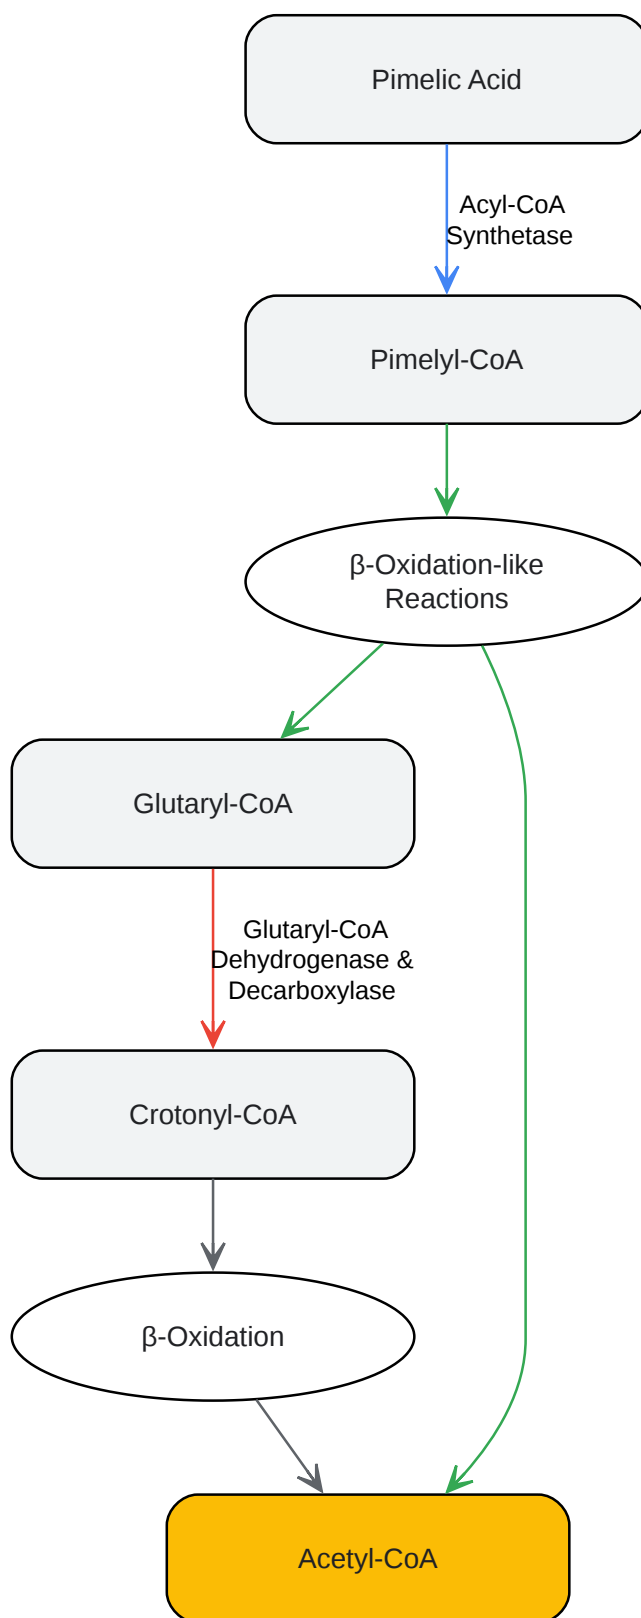 Pimelic Acid
Acyl-CoA
Synthetase
Pimelyl-CoA
β-Oxidation-like
Reactions
Glutaryl-CoA
Glutaryl-CoA
Dehydrogenase &
Decarboxylase
Crotonyl-CoA
β-Oxidation
Acetyl-CoA